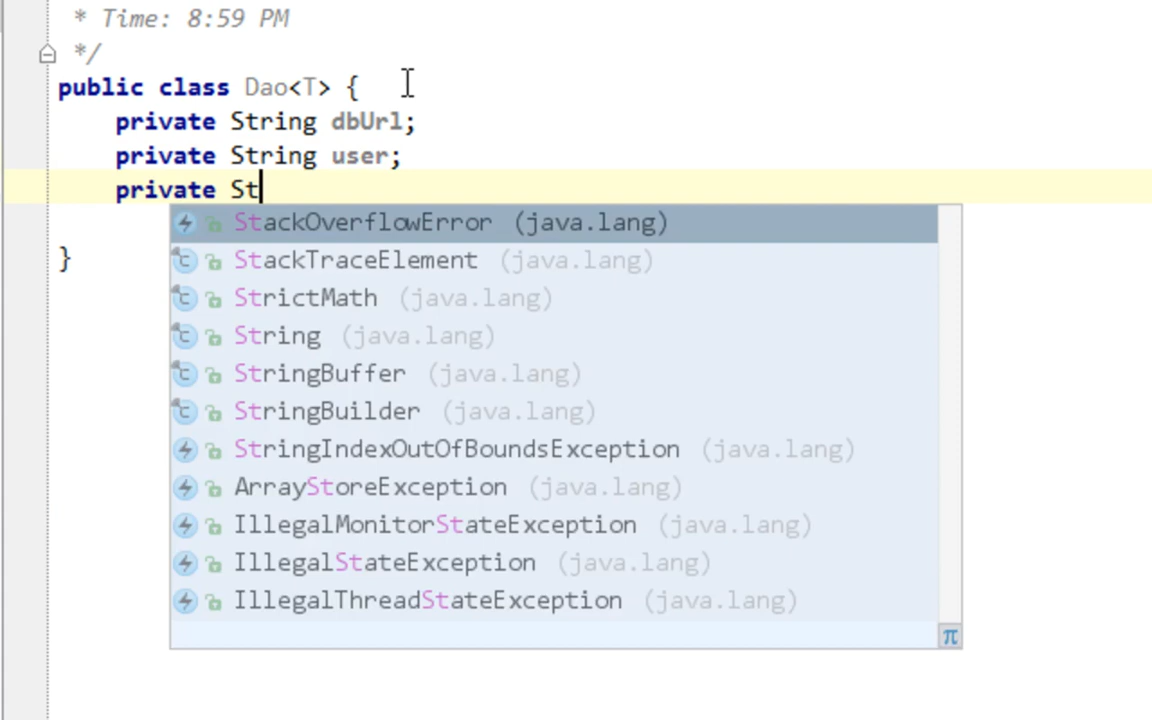 * Time: 8:59 PM
*/
public class Dao<T> {
private String dbUrl;
private String user;
private St
StackOverflowError (java.lang)
StackTraceElement (java.lang)
StrictMath (java.lang)
String (java.lang)
StringBuffer (java.lang)
StringBuilder (java.lang)
StringIndexOutOfBoundsException (java.lang)
ArrayStoreException (java.lang)
IllegalMonitorStateException (java.lang)
IllegalStateException (java.lang)
IllegalThreadStateException (java.lang)
π
}